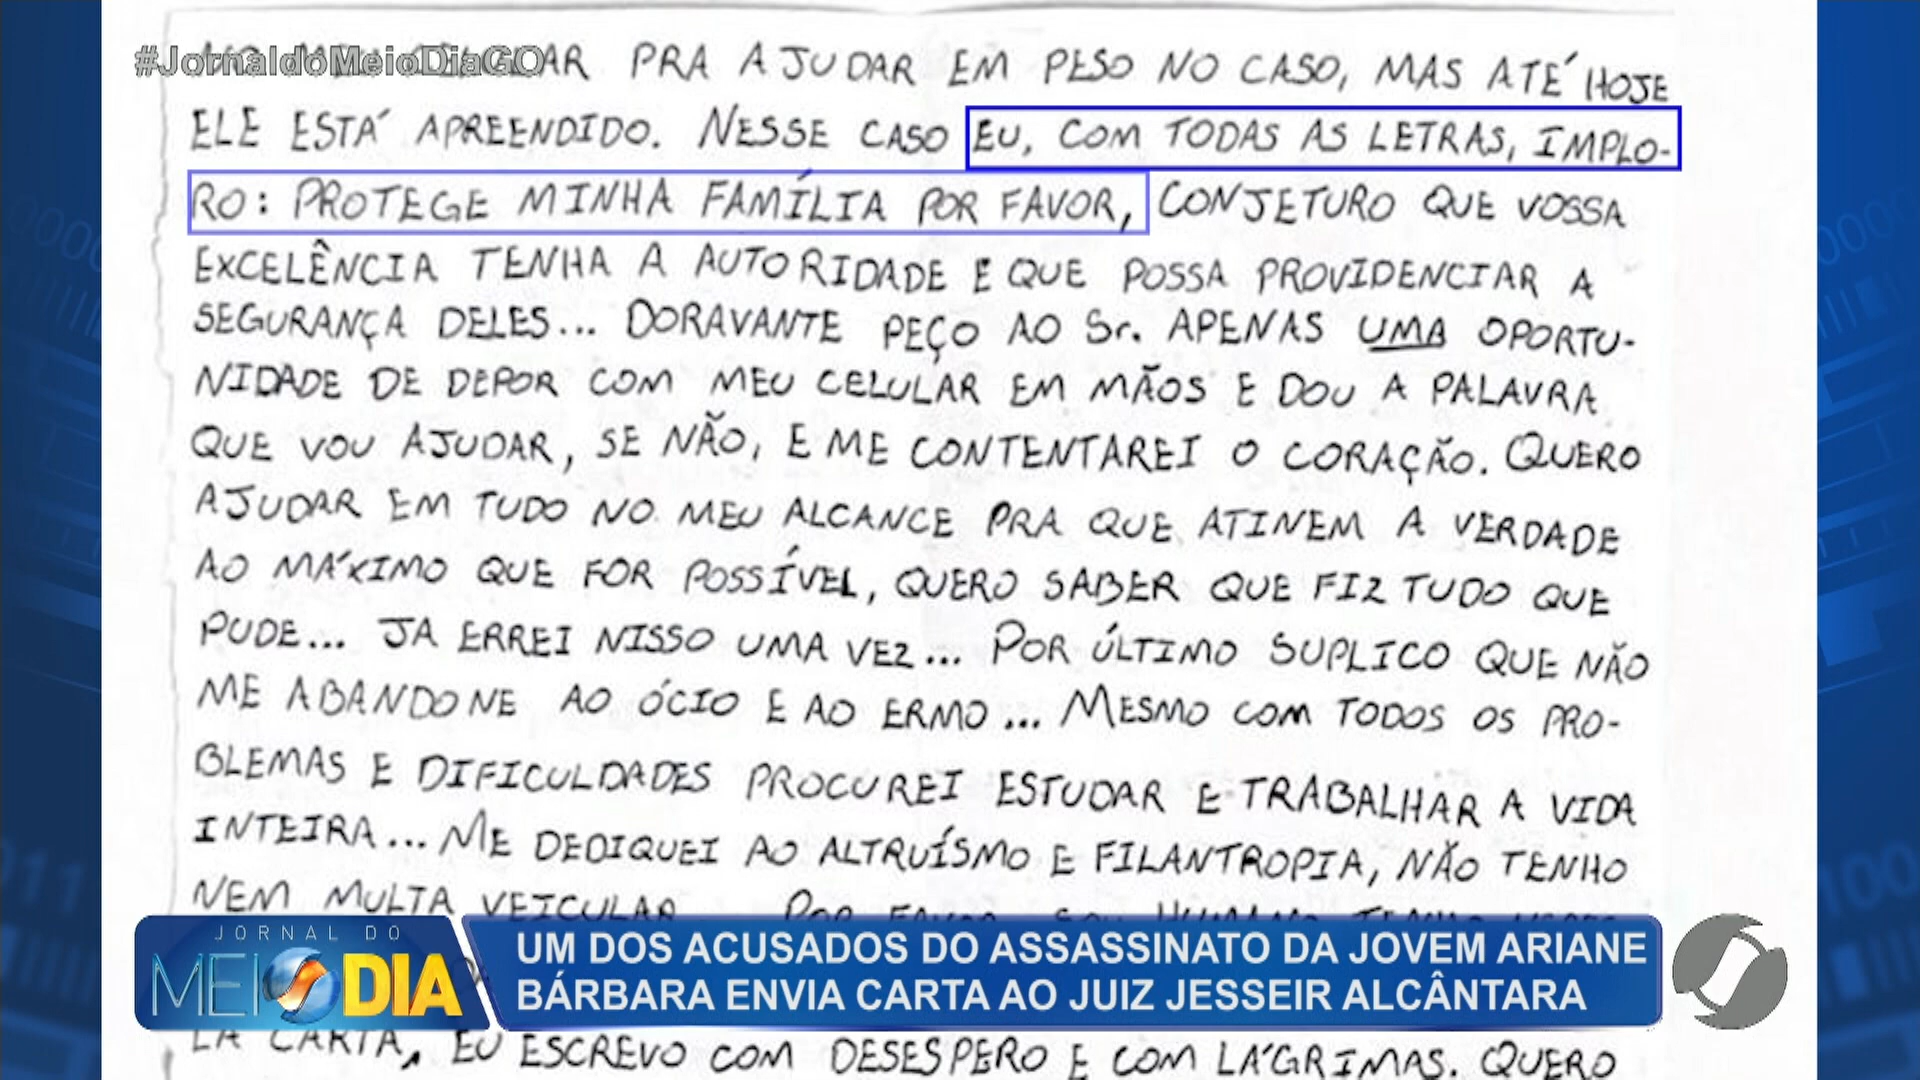 #JornaldoMeioDiaGO
PRA AJUDAR EM PESO NO CASO, MAS ATÉ HOJE
ELE ESTÁ APREENDIDO. NESSE CASO EU, COM TODAS AS LETRAS, IMPLO-
RO: PROTEGE MINHA FAMÍLIA POR FAVOR, CONJETURO QUE VOSSA
EXCELÊNCIA TENHA A AUTORIDADE E QUE POSSA PROVIDENCIAR A
SEGURANÇA DELES... DORAVANTE PEÇO AO Sr. APENAS UMA OPORTU-
NIDADE DE DEPOR COM MEU CELULAR EM MÃOS E DOU A PALAVRA
QUE VOU AJUDAR, SE NÃO, E ME CONTENTAREI O CORAÇÃO. QUERO
AJUDAR EM TUDO NO MEU ALCANCE PRA QUE ATINEM A VERDADE
AO MÁXIMO QUE FOR POSSÍVEL, QUERO SABER QUE FIZ TUDO QUE
PUDE... JA ERREI NISSO UMA VEZ... POR ÚLTIMO SUPLICO QUE NÃO
ME ABANDONE AO ÓCIO E AO ERMO... MESMO COM TODOS OS PRO-
BLEMAS E DIFICULDADES PROCUREI ESTUDAR E TRABALHAR A VIDA
INTEIRA... ME DEDIQUEI AO ALTRUÍSMO E FILANTROPIA, NÃO TENHO
NEM MULTA VEICULAR
JORNAL DO
MEIO DIA
UM DOS ACUSADOS DO ASSASSINATO DA JOVEM ARIANE
BÁRBARA ENVIA CARTA AO JUIZ JESSEIR ALCÂNTARA
LA CARTA, EU ESCREVO COM DESESPERO E COM LÁGRIMAS. QUERO